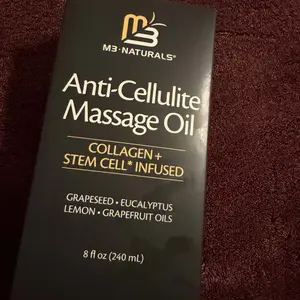 M3
M3·NATURALS®
Anti-Cellulite
Massage Oil
COLLAGEN +
STEM CELL* INFUSED
GRAPESEED • EUCALYPTUS
LEMON • GRAPEFRUIT OILS
8 fl oz (240 mL)